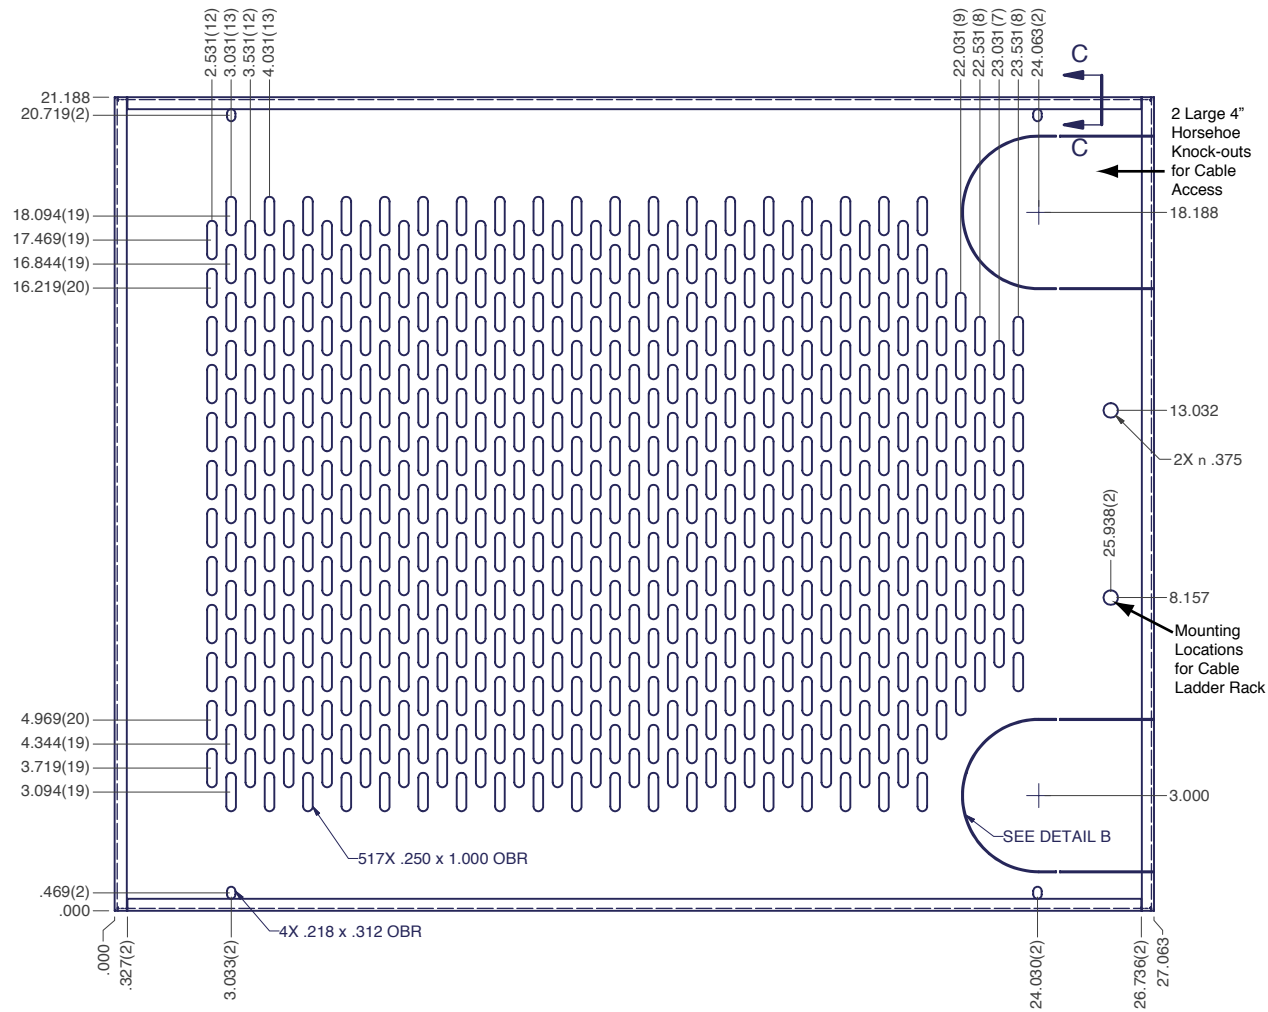 2.531(12)
3.031(13)
3.531(12)
4.031(13)
22.031(9)
22.531(8)
23.031(7)
23.531(8)
24.063(2)
C
C
21.188
20.719(2)
18.094(19)
17.469(19)
16.844(19)
16.219(20)
2 Large 4”
Horsehoe
Knock-outs
for Cable
Access
18.188
13.032
2X n .375
25.938(2)
8.157
Mounting
Locations
for Cable
Ladder Rack
4.969(20)
4.344(19)
3.719(19)
3.094(19)
3.000
SEE DETAIL B
517X .250 x 1.000 OBR
.469(2)
.000
4X .218 x .312 OBR
.000
.327(2)
3.033(2)
24.030(2)
26.736(2)
27.063